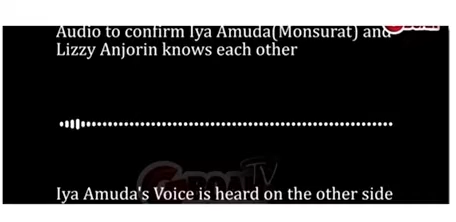 Audio to confirm Iya Amuda(Monsurat) and
Lizzy Anjorin knows each other
TV
Iya Amuda's Voice is heard on the other side